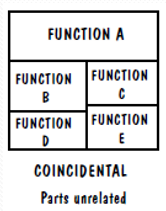 FUNCTION A
FUNCTION
B
FUNCTION
C
FUNCTION
D
FUNCTION
E
COINCIDENTAL
Parts unrelated